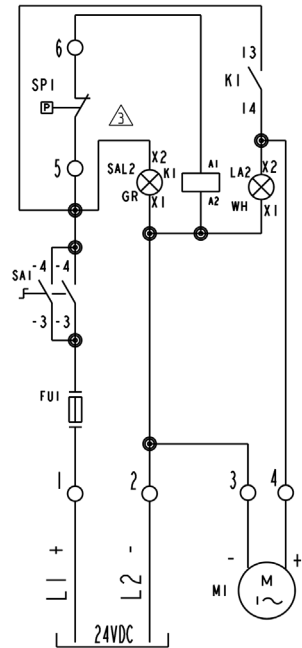 6
13
SP1
K1
P
3
14
5
SAL2
X2
K1
A1
LA2
X2
GR
X1
A2
WH
X1
SA1
-4 -4
-3 -3
FU1
1
2
3
4
L1 +
L2 -
-
+
M1
M
1~
24VDC